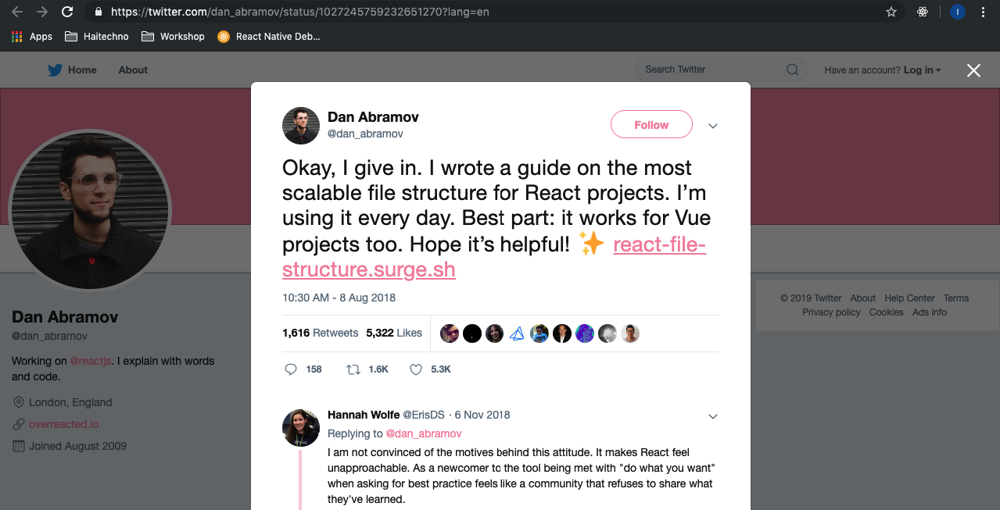 https://twitter.com/dan_abramov/status/1027245759232651270?lang=en
Apps Haitechno Workshop React Native Deb...
Home About Search Twitter Have an account? Log in
Dan Abramov
@dan_abramov
Follow
Okay, I give in. I wrote a guide on the most
scalable file structure for React projects. I’m
using it every day. Best part: it works for Vue
projects too. Hope it’s helpful! ✨ react-file-
structure.surge.sh
10:30 AM - 8 Aug 2018
1,616 Retweets 5,322 Likes
158 1.6K 5.3K
Hannah Wolfe @ErisDS · 6 Nov 2018
Replying to @dan_abramov
I am not convinced of the motives behind this attitude. It makes React feel
unapproachable. As a newcomer to the tool being met with "do what you want"
when asking for best practice feels like a community that refuses to share what
they've learned.
Dan Abramov
@dan_abramov
Working on @reactjs. I explain with words
and code.
London, England
overreacted.io
Joined August 2009
© 2019 Twitter About Help Center Terms
Privacy policy Cookies Ads info
I